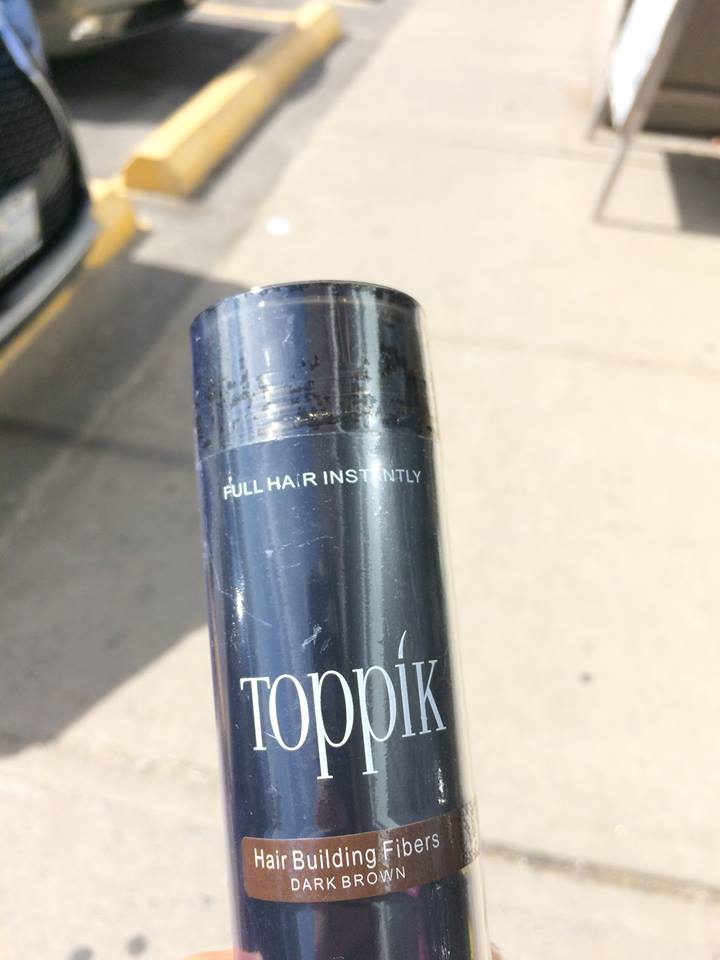 FULL HAIR INSTANTLY
Toppik
Hair Building Fibers
DARK BROWN